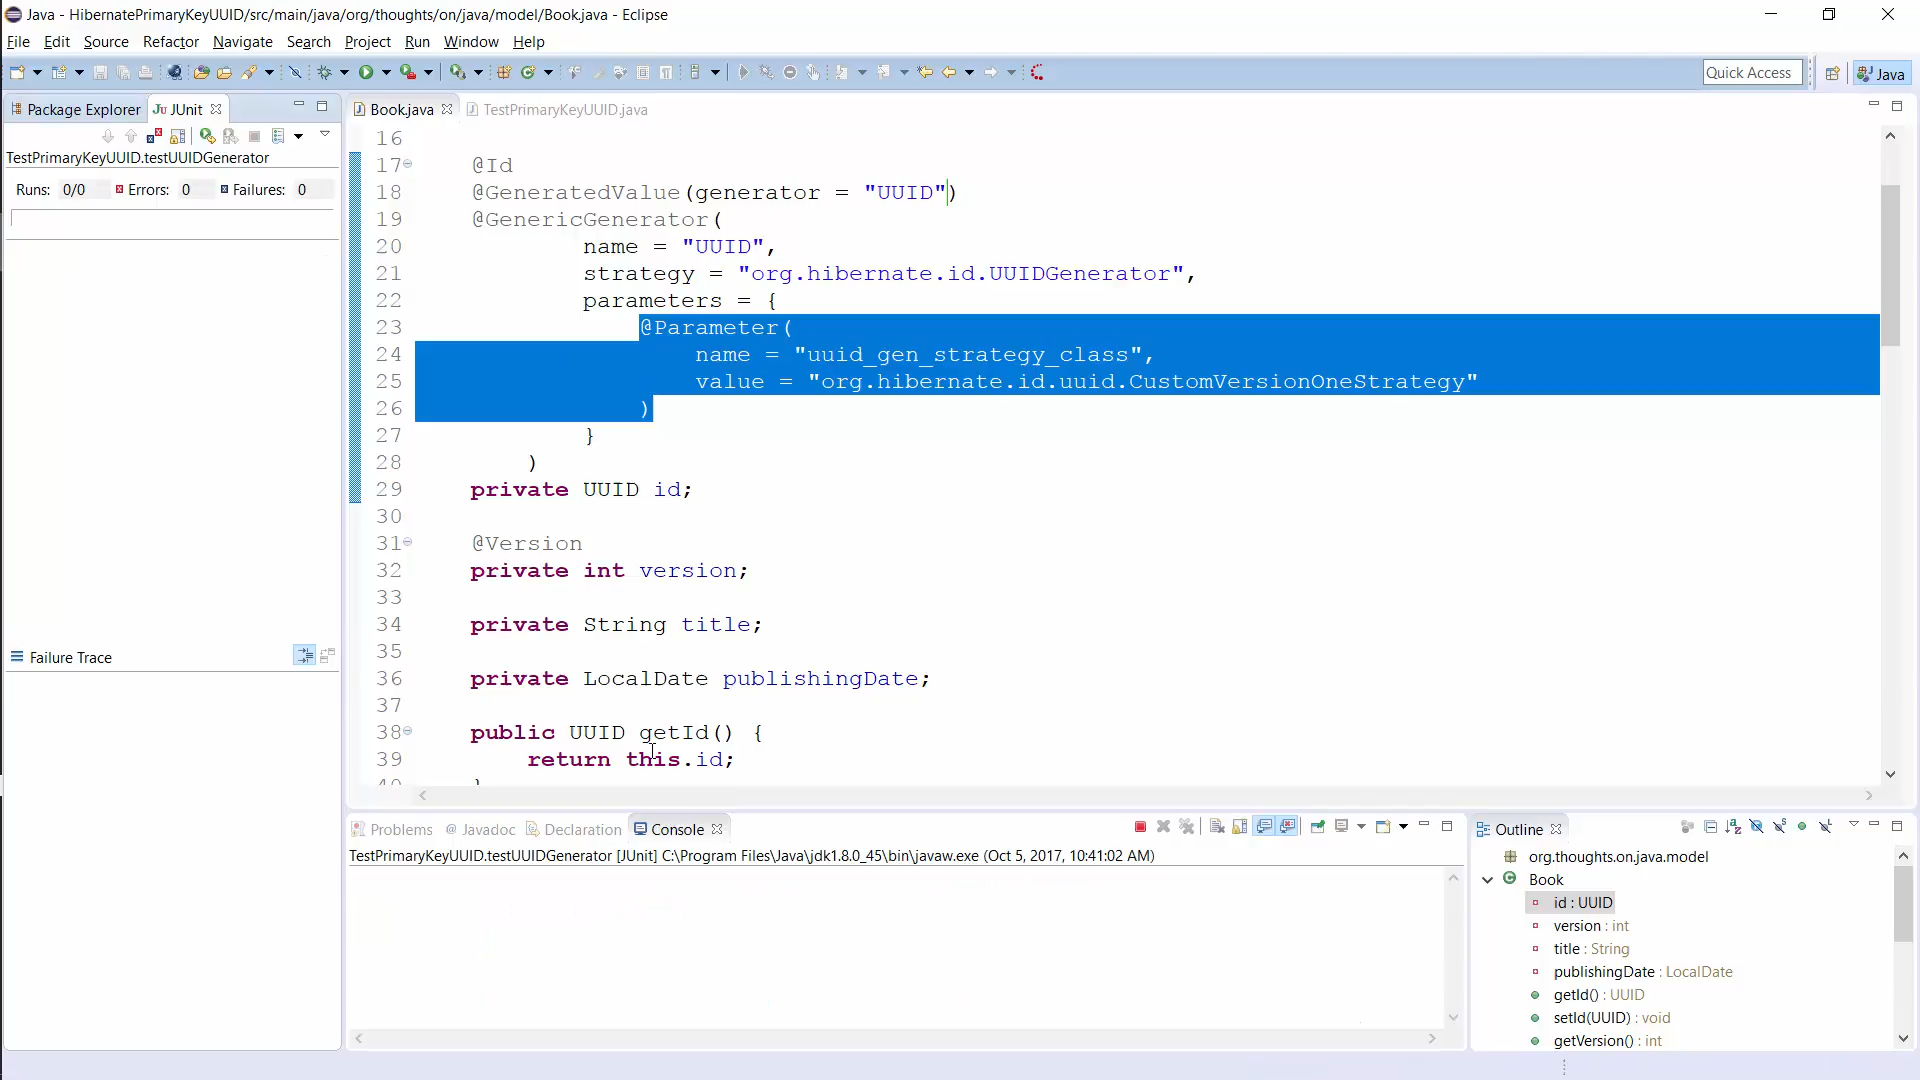 Java - HibernatePrimaryKeyUUID/src/main/java/org/thoughts/on/java/model/Book.java - Eclipse
File Edit Source Refactor Navigate Search Project Run Window Help
Quick Access Java
Package Explorer JUnit
TestPrimaryKeyUUID.testUUIDGenerator
Runs: 0/0 Errors: 0 Failures: 0
Failure Trace
Book.java TestPrimaryKeyUUID.java
16
17 @Id
18 @GeneratedValue(generator = "UUID")
19 @GenericGenerator(
20 name = "UUID",
21 strategy = "org.hibernate.id.UUIDGenerator",
22 parameters = {
23 @Parameter(
24 name = "uuid_gen_strategy_class",
25 value = "org.hibernate.id.uuid.CustomVersionOneStrategy"
26 )
27 }
28 )
29 private UUID id;
30
31 @Version
32 private int version;
33
34 private String title;
35
36 private LocalDate publishingDate;
37
38 public UUID getId() {
39 return this.id;
40 }
Problems @ Javadoc Declaration Console
TestPrimaryKeyUUID.testUUIDGenerator [JUnit] C:\Program Files\Java\jdk1.8.0_45\bin\javaw.exe (Oct 5, 2017, 10:41:02 AM)
Outline
org.thoughts.on.java.model
Book
id : UUID
version : int
title : String
publishingDate : LocalDate
getId() : UUID
setId(UUID) : void
getVersion() : int